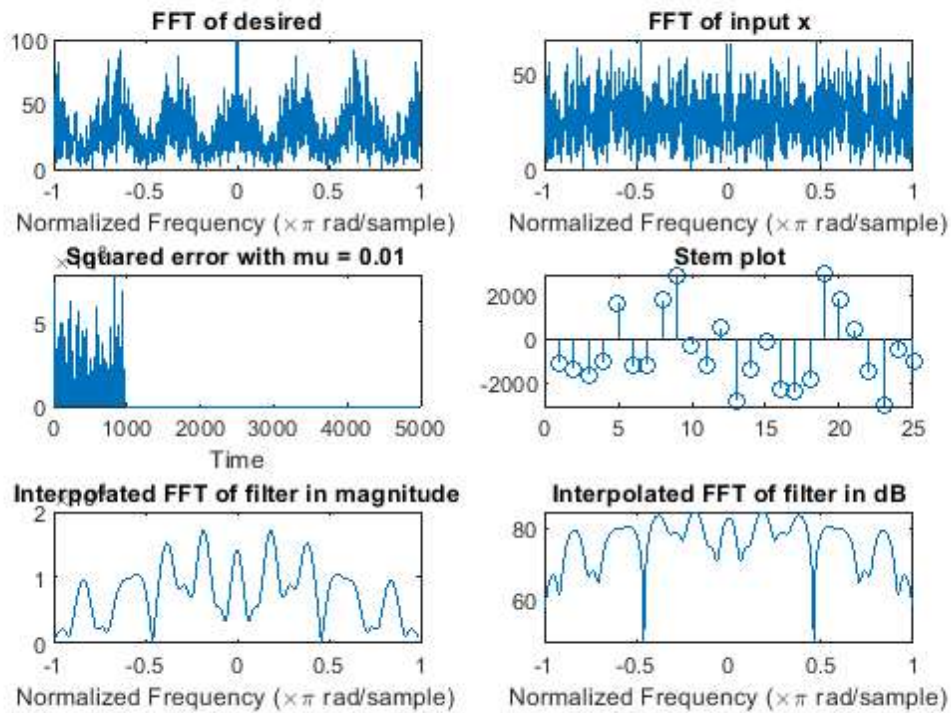 FFT of desired
100
50
0
-1 -0.5 0 0.5 1
Normalized Frequency (×π rad/sample)
FFT of input x
50
0
-1 -0.5 0 0.5 1
Normalized Frequency (×π rad/sample)
Squared error with mu = 0.01
5
0
0 1000 2000 3000 4000 5000
Time
Stem plot
2000
0
-2000
0 5 10 15 20 25
Interpolated FFT of filter in magnitude
2
1
0
-1 -0.5 0 0.5 1
Normalized Frequency (×π rad/sample)
Interpolated FFT of filter in dB
80
60
-1 -0.5 0 0.5 1
Normalized Frequency (×π rad/sample)